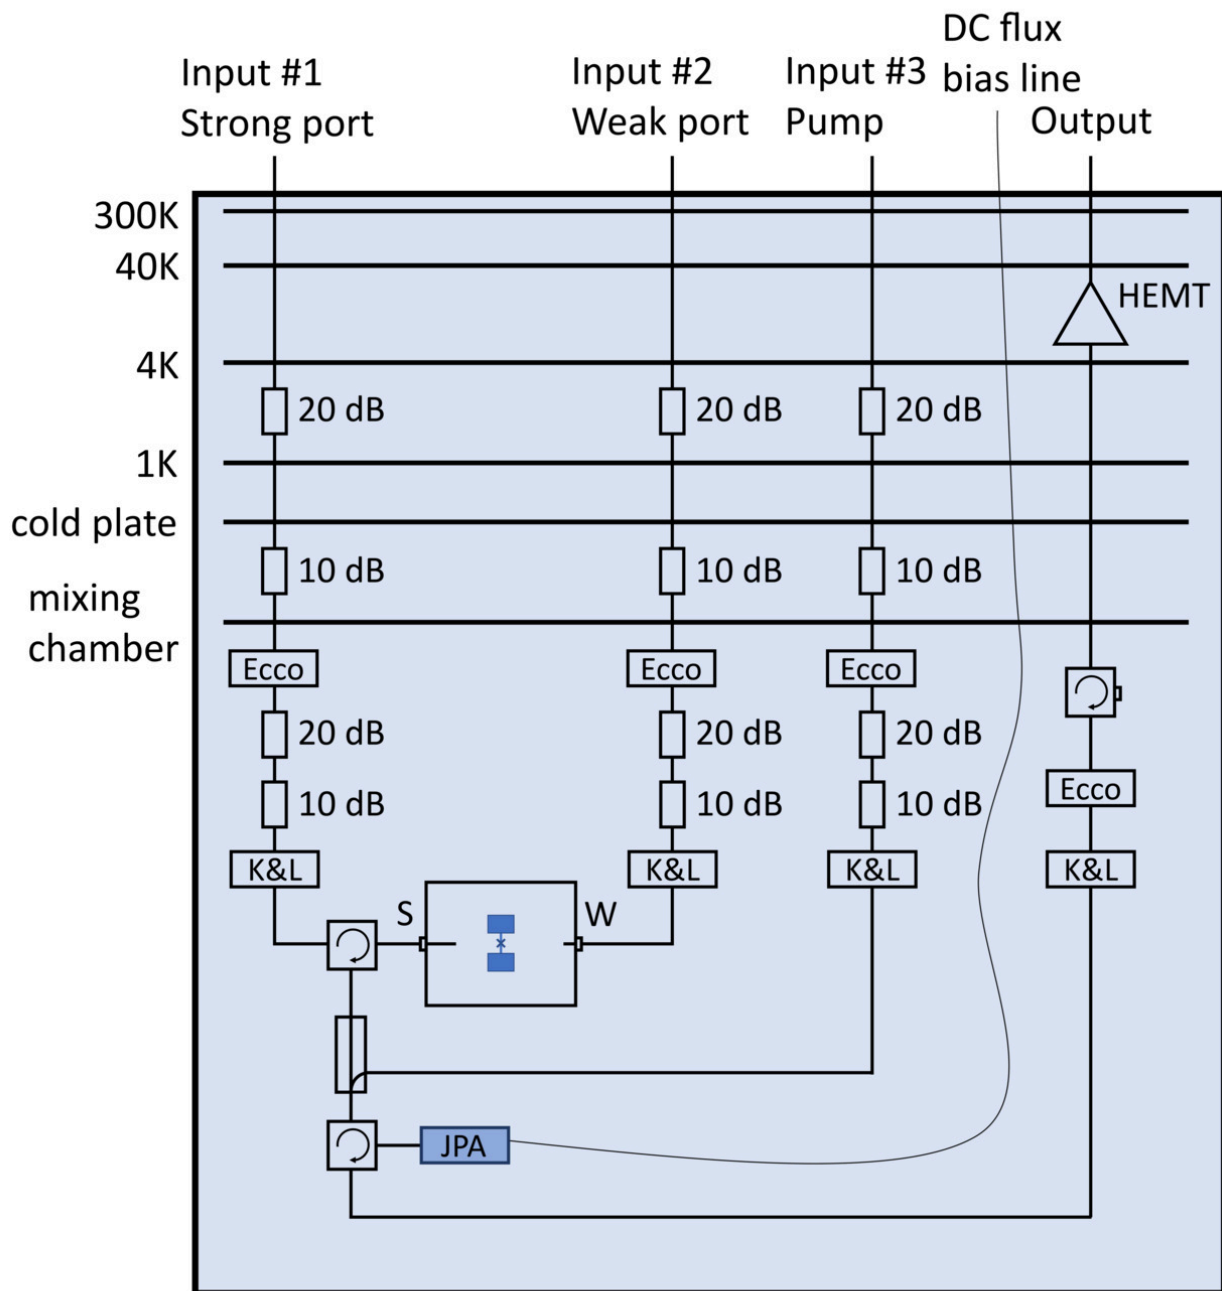 DC flux
bias line
Input #1
Strong port
Input #2
Weak port
Input #3
Pump
Output
300K
40K
HEMT
4K
20 dB
20 dB
20 dB
1K
cold plate
10 dB
10 dB
10 dB
mixing
chamber
Ecco
Ecco
Ecco
20 dB
20 dB
20 dB
Ecco
10 dB
10 dB
10 dB
K&L
K&L
K&L
K&L
S
W
JPA